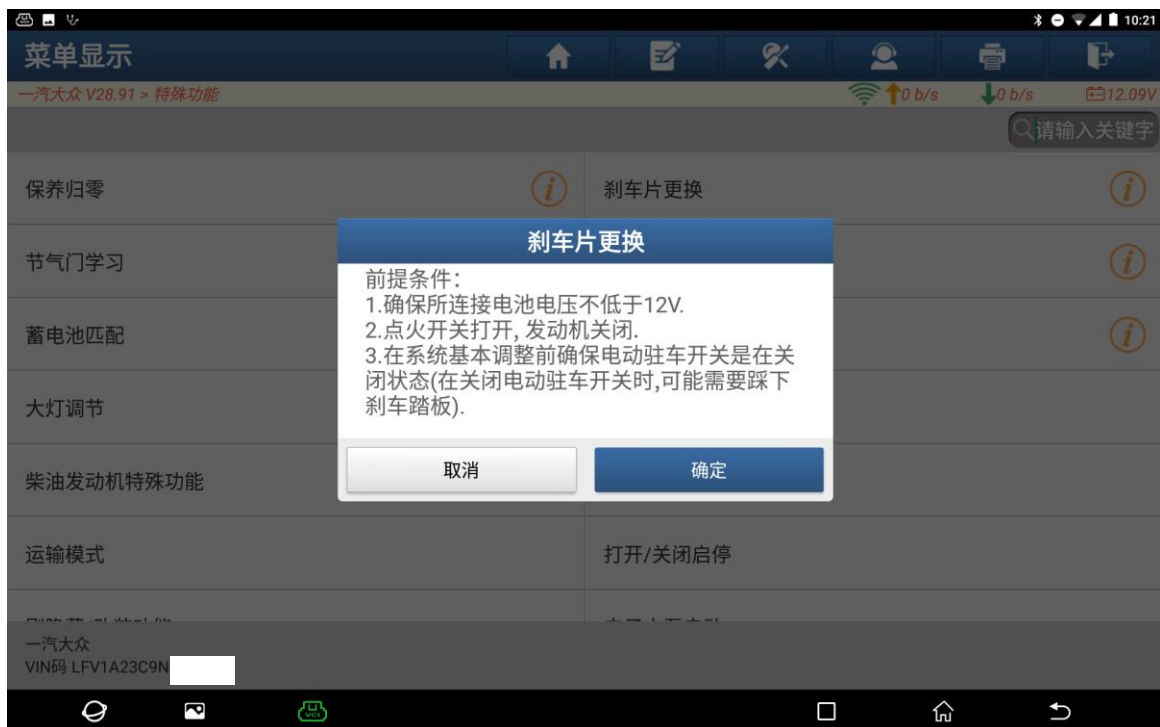 10:21
菜单显示
一汽大众 V28.91 > 特殊功能
0 b/s
0 b/s
12.09V
请输入关键字
保养归零
刹车片更换
节气门学习
蓄电池匹配
大灯调节
柴油发动机特殊功能
运输模式
打开/关闭启停
刹车片更换
前提条件：
1.确保所连接电池电压不低于12V.
2.点火开关打开, 发动机关闭.
3.在系统基本调整前确保电动驻车开关是在关
闭状态(在关闭电动驻车开关时,可能需要踩下
刹车踏板).
取消
确定
一汽大众
VIN码 LFV1A23C9N
VCI